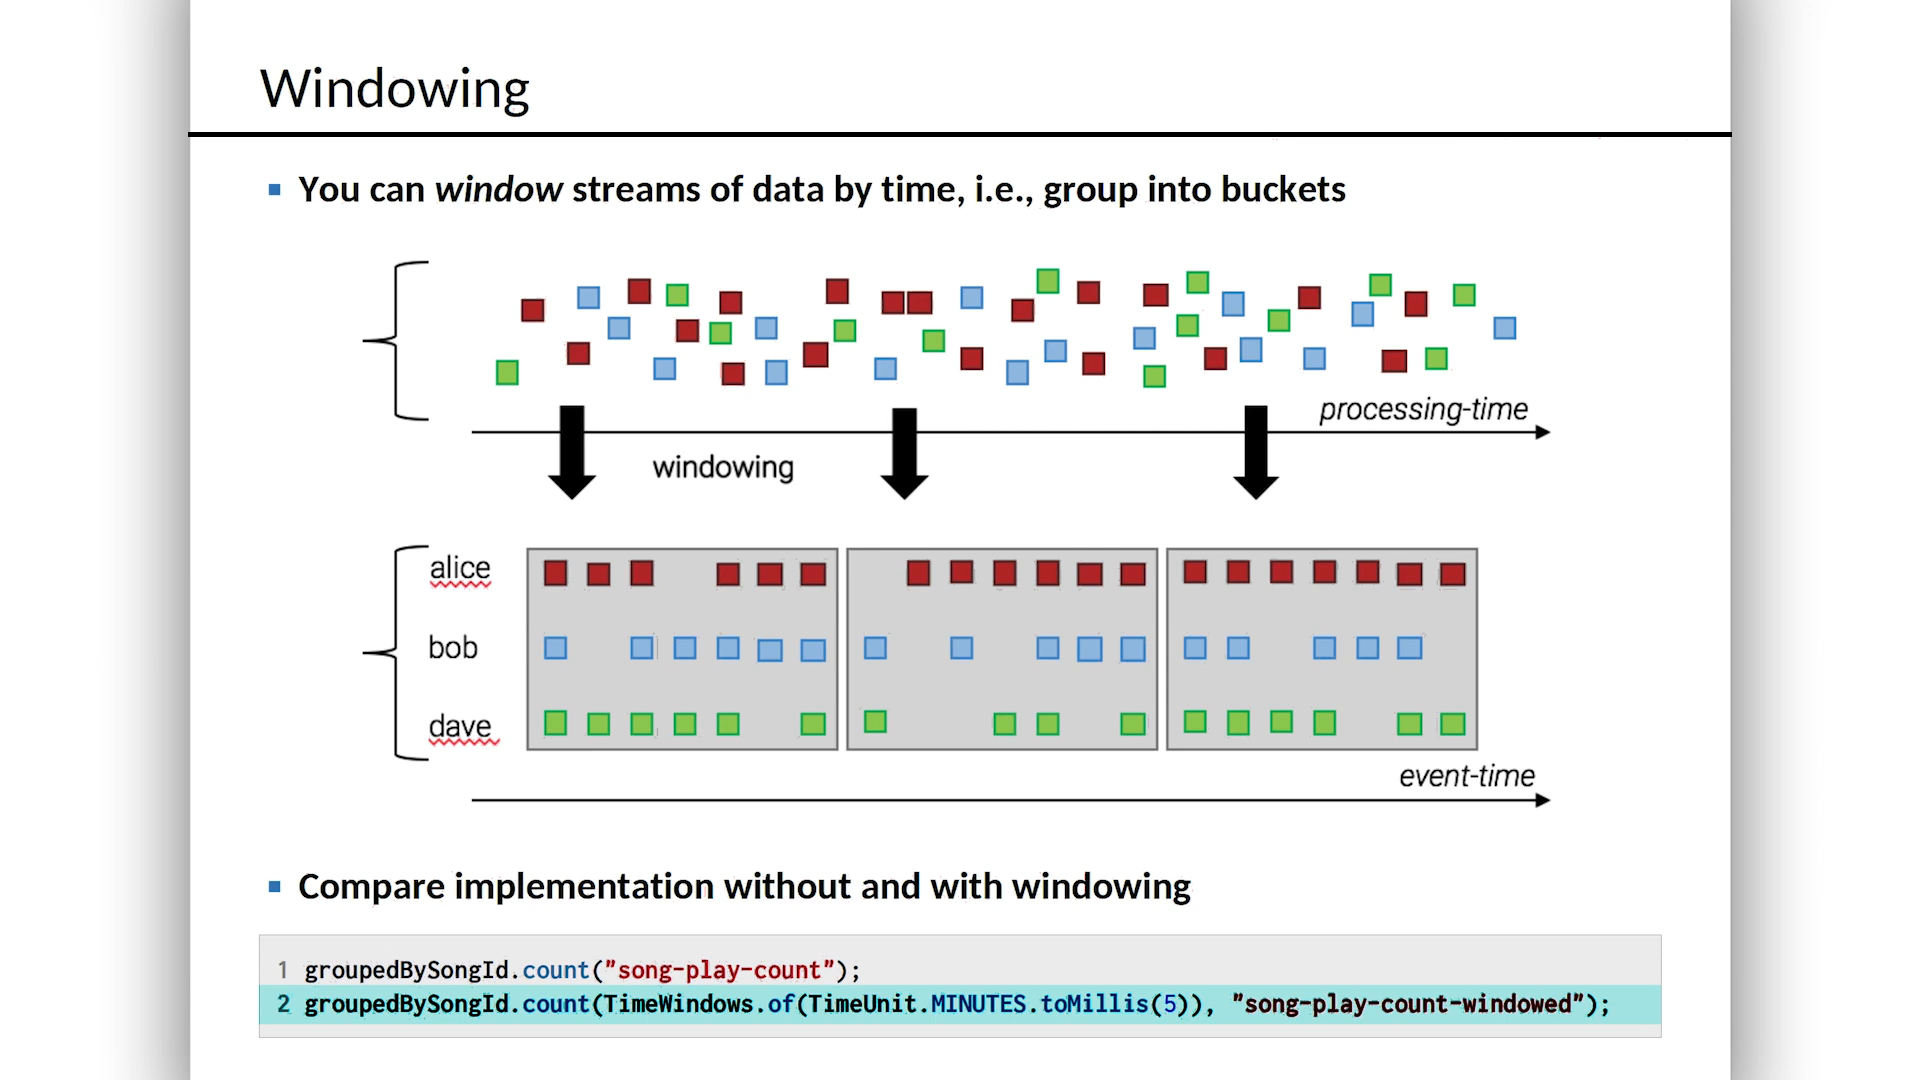 Windowing
You can window streams of data by time, i.e., group into buckets
processing-time
windowing
alice
bob
dave
event-time
Compare implementation without and with windowing
1 groupedBySongId.count("song-play-count");
2 groupedBySongId.count(TimeWindows.of(TimeUnit.MINUTES.toMillis(5)), "song-play-count-windowed");